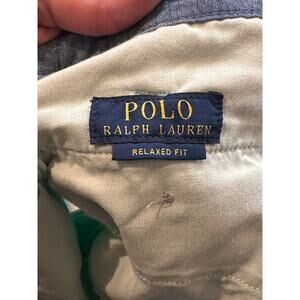 POLO
RALPH LAUREN
RELAXED FIT